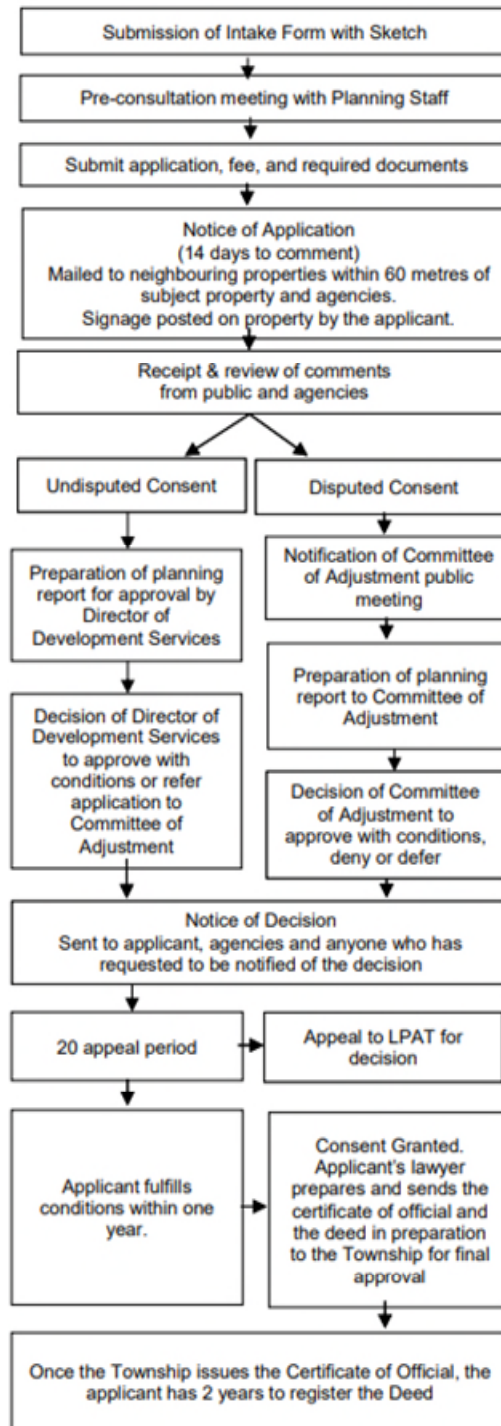 Submission of Intake Form with Sketch
Pre-consultation meeting with Planning Staff
Submit application, fee, and required documents
Notice of Application
(14 days to comment)
Mailed to neighbouring properties within 60 metres of
subject property and agencies.
Signage posted on property by the applicant.
Receipt & review of comments
from public and agencies
Undisputed Consent
Disputed Consent
Preparation of planning
report for approval by
Director of
Development Services
Notification of Committee
of Adjustment public
meeting
Decision of Director of
Development Services
to approve with
conditions or refer
application to
Committee of
Adjustment
Preparation of planning
report to Committee of
Adjustment
Decision of Committee
of Adjustment to
approve with conditions,
deny or defer
Notice of Decision
Sent to applicant, agencies and anyone who has
requested to be notified of the decision
20 appeal period
Appeal to LPAT for
decision
Applicant fulfills
conditions within one
year.
Consent Granted.
Applicant's lawyer
prepares and sends the
certificate of official and
the deed in preparation
to the Township for final
approval
Once the Township issues the Certificate of Official, the
applicant has 2 years to register the Deed